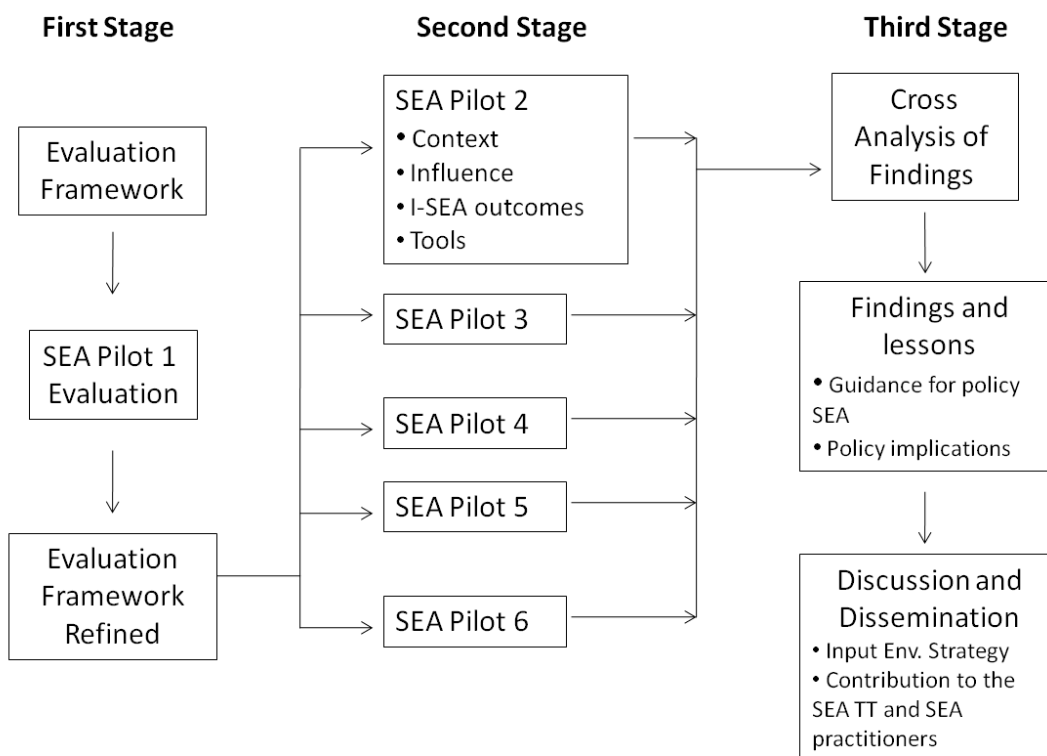 First Stage
Second Stage
Third Stage
Evaluation
Framework
SEA Pilot 1
Evaluation
Evaluation
Framework
Refined
SEA Pilot 2
• Context
• Influence
• I-SEA outcomes
• Tools
SEA Pilot 3
SEA Pilot 4
SEA Pilot 5
SEA Pilot 6
Cross
Analysis of
Findings
Findings and
lessons
• Guidance for policy
SEA
• Policy implications
Discussion and
Dissemination
• Input Env. Strategy
• Contribution to the
SEA TT and SEA
practitioners